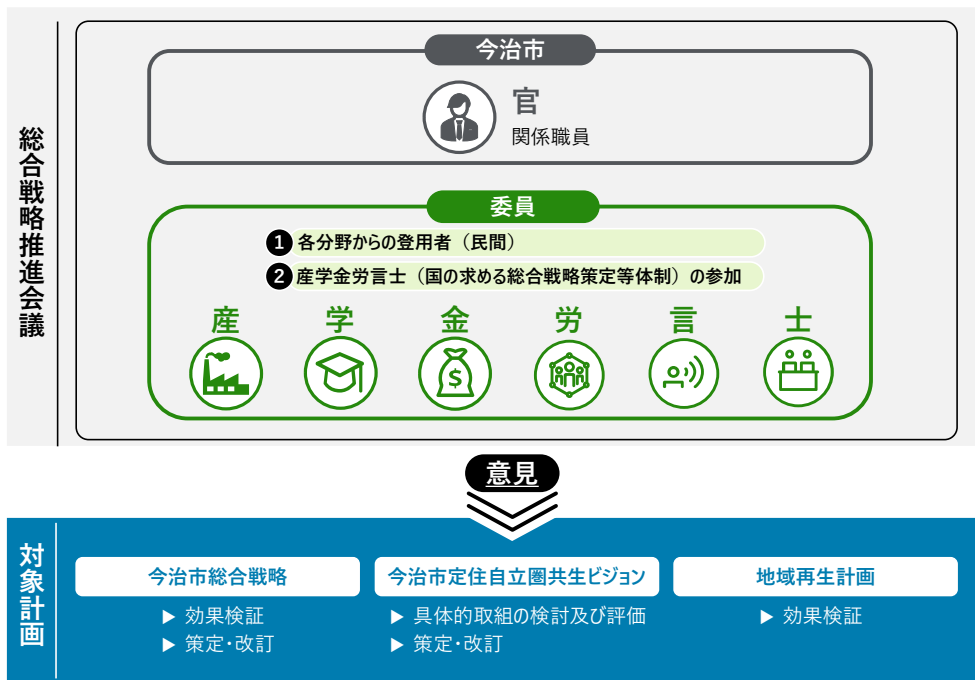 総合戦略推進会議
今治市
官
関係職員
委員
❶ 各分野からの登用者（民間）
❷ 産学金労言士（国の求める総合戦略策定等体制）の参加
産 学 金 労 言 士
$
意見
対象計画
今治市総合戦略
▶ 効果検証
▶ 策定・改訂
今治市定住自立圏共生ビジョン
▶ 具体的取組の検討及び評価
▶ 策定・改訂
地域再生計画
▶ 効果検証